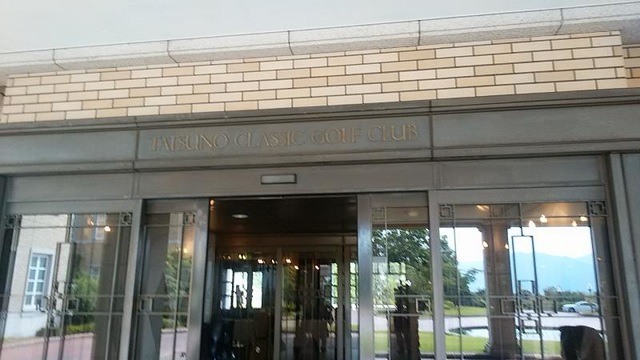 TATSUNO CLASSIC GOLF CLUB